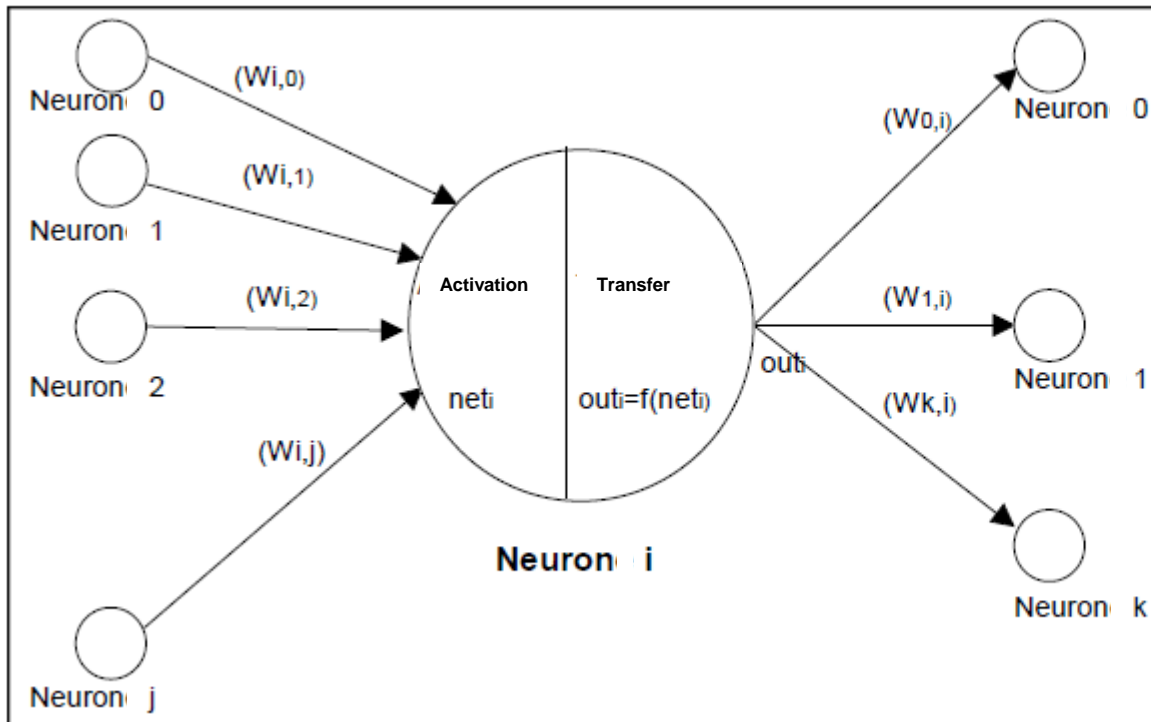 Neuron 0
(Wi,0)
Neuron 1
(Wi,1)
Neuron 2
(Wi,2)
Neuron j
(Wi,j)
Activation
Transfer
neti
outi=f(neti)
Neuron i
outi
(W0,i)
Neuron 0
(W1,i)
Neuron 1
(Wk,i)
Neuron k